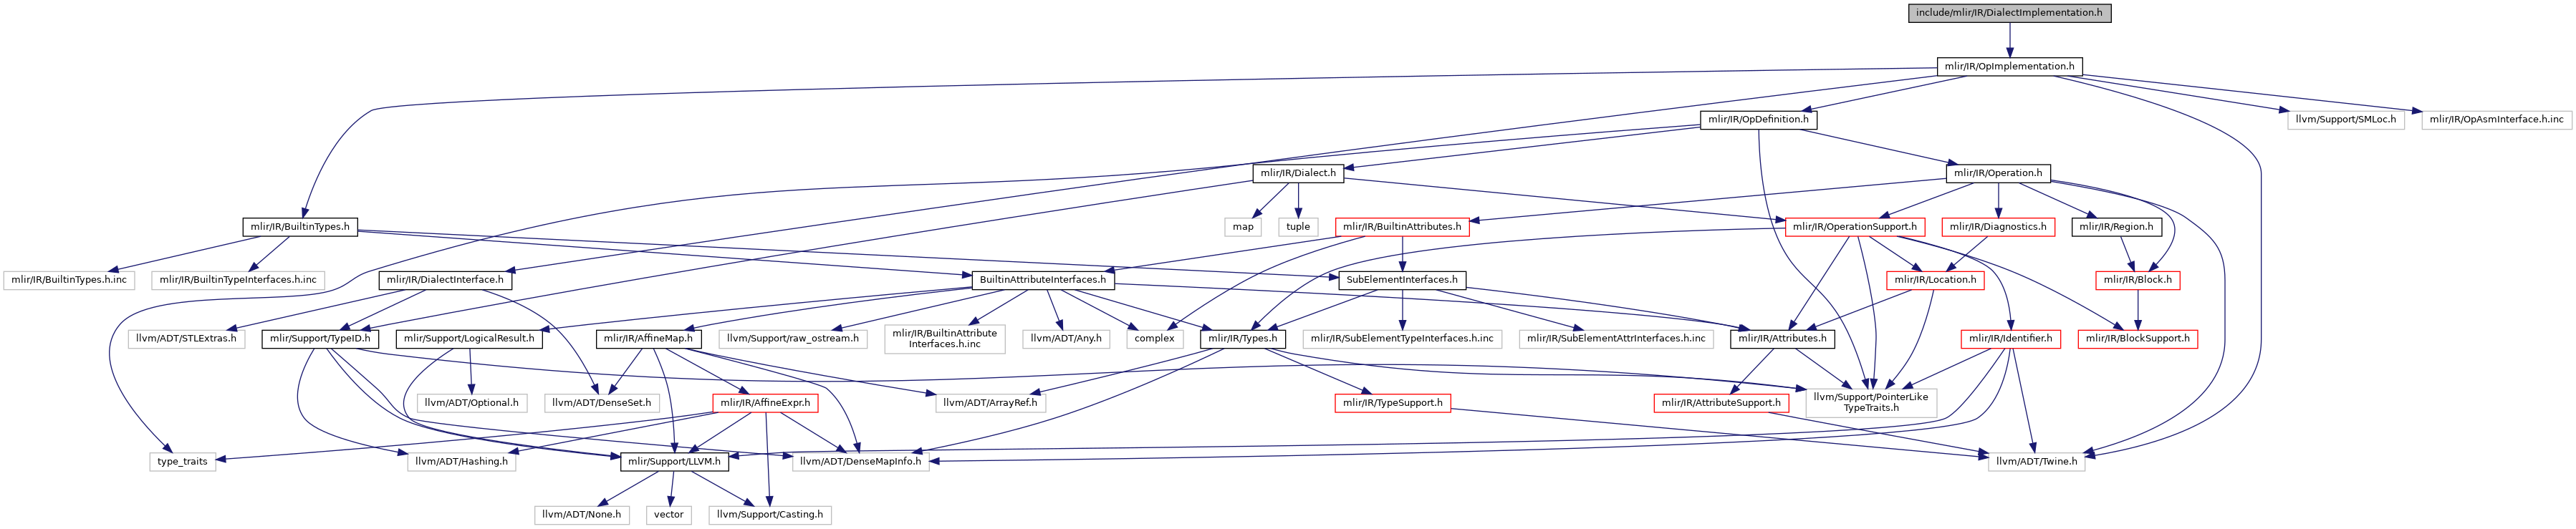 include/mlir/IR/DialectImplementation.h
mlir/IR/OpImplementation.h
mlir/IR/OpDefinition.h
llvm/Support/SMLoc.h
mlir/IR/OpAsmInterface.h.inc
mlir/IR/Dialect.h
mlir/IR/Operation.h
mlir/IR/BuiltinTypes.h
map
tuple
mlir/IR/BuiltinAttributes.h
mlir/IR/OperationSupport.h
mlir/IR/Diagnostics.h
mlir/IR/Region.h
mlir/IR/BuiltinTypes.h.inc
mlir/IR/BuiltinTypeInterfaces.h.inc
mlir/IR/DialectInterface.h
BuiltinAttributeInterfaces.h
SubElementInterfaces.h
mlir/IR/Location.h
mlir/IR/Block.h
llvm/ADT/STLExtras.h
mlir/Support/TypeID.h
mlir/Support/LogicalResult.h
mlir/IR/AffineMap.h
llvm/Support/raw_ostream.h
mlir/IR/BuiltinAttribute
Interfaces.h.inc
llvm/ADT/Any.h
complex
mlir/IR/Types.h
mlir/IR/SubElementTypeInterfaces.h.inc
mlir/IR/SubElementAttrInterfaces.h.inc
mlir/IR/Attributes.h
mlir/IR/Identifier.h
mlir/IR/BlockSupport.h
llvm/ADT/Optional.h
llvm/ADT/DenseSet.h
mlir/IR/AffineExpr.h
llvm/ADT/ArrayRef.h
mlir/IR/TypeSupport.h
mlir/IR/AttributeSupport.h
llvm/Support/PointerLike
TypeTraits.h
type_traits
llvm/ADT/Hashing.h
mlir/Support/LLVM.h
llvm/ADT/DenseMapInfo.h
llvm/ADT/Twine.h
llvm/ADT/None.h
vector
llvm/Support/Casting.h